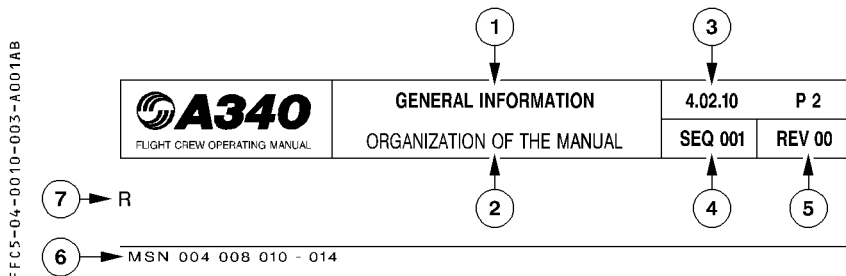 1 3
A340
FLIGHT CREW OPERATING MANUAL
GENERAL INFORMATION
ORGANIZATION OF THE MANUAL
4.02.10 P 2
SEQ 001 REV 00
7 R
2 4 5
6 MSN 004 008 010 - 014
FFC5-04-0010-003-A001AB